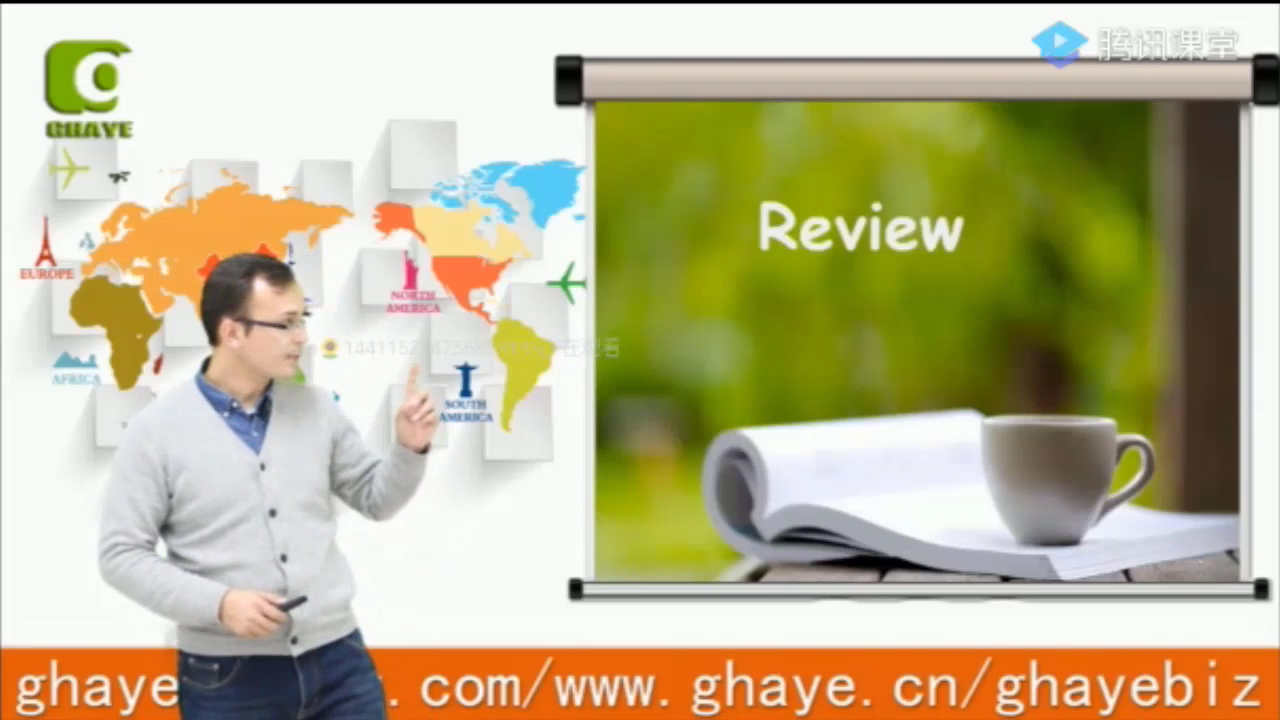 腾讯课堂
GHAYE
Review
EUROPE
NORTH
AMERICA
AFRICA
SOUTH
AMERICA
ghaye
.com/www.ghaye.cn/ghayebiz